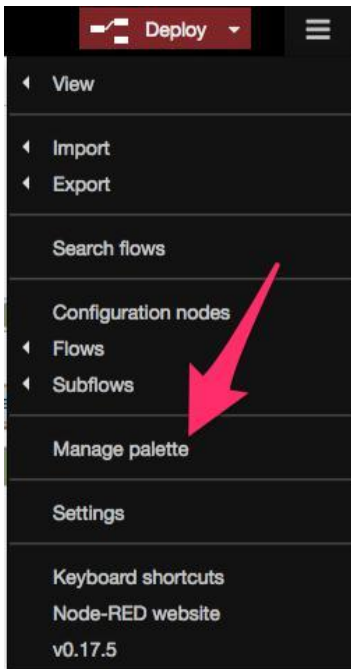 Deploy
View
Import
Export
Search flows
Configuration nodes
Flows
Subflows
Manage palette
Settings
Keyboard shortcuts
Node-RED website
v0.17.5